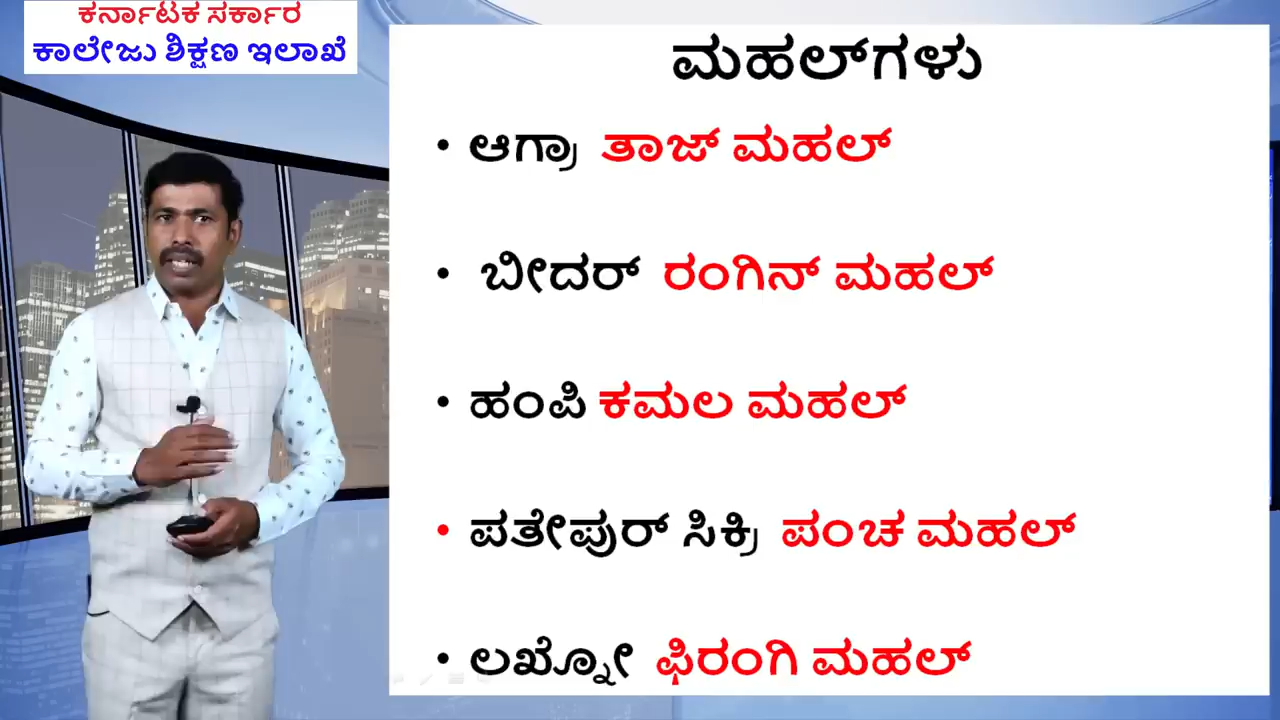 ಕರ್ನಾಟಕ ಸರ್ಕಾರ
ಕಾಲೇಜು ಶಿಕ್ಷಣ ಇಲಾಖೆ
ಮಹಲ್‌ಗಳು
• ಆಗ್ರಾ ತಾಜ್ ಮಹಲ್
• ಬೀದರ್ ರಂಗಿನ್ ಮಹಲ್
• ಹಂಪಿ ಕಮಲ ಮಹಲ್
• ಪತೇಪುರ್ ಸಿಕ್ರಿ ಪಂಚ ಮಹಲ್
• ಲಖ್ನೋ ಫಿರಂಗಿ ಮಹಲ್